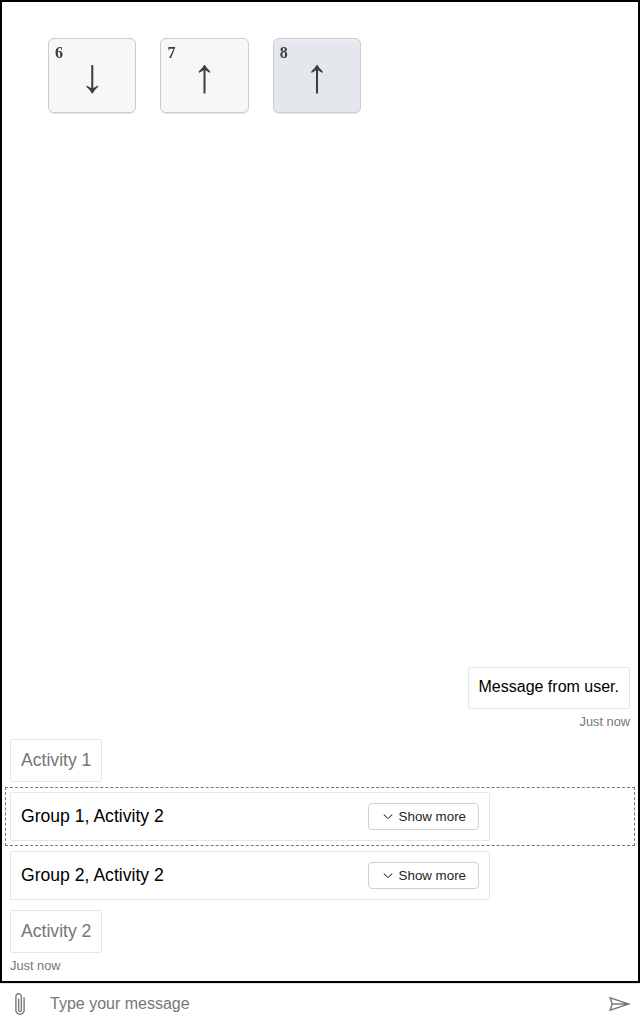 6 7 8
↓ ↑ ↑
Message from user.
Just now
Activity 1
Group 1, Activity 2 Show more
Group 2, Activity 2 Show more
Activity 2
Just now
Type your message